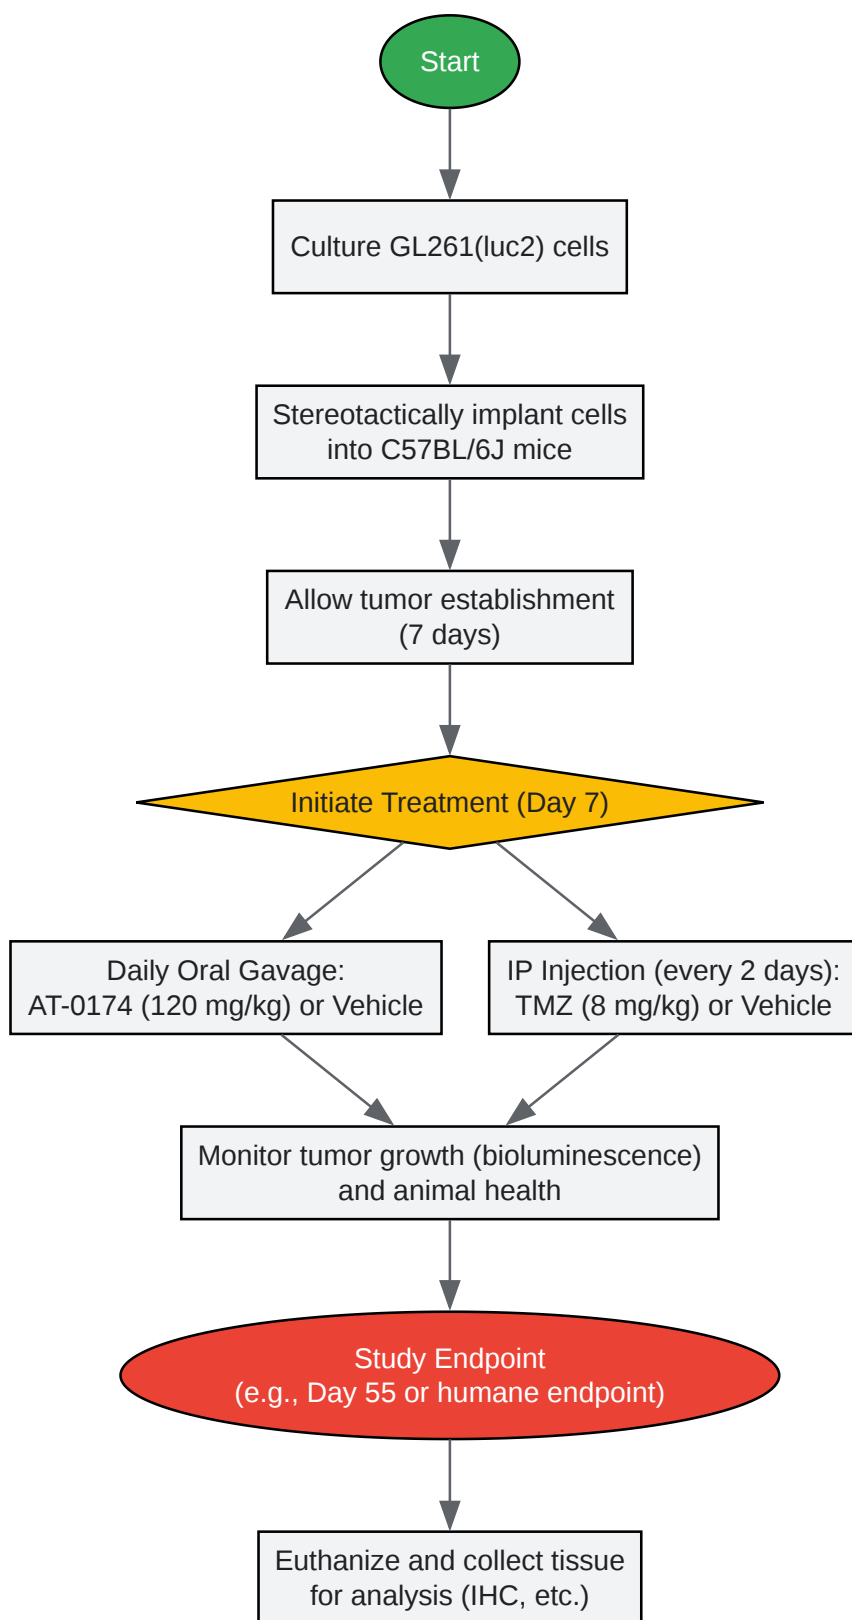 Start
Culture GL261(luc2) cells
Stereotactically implant cells
into C57BL/6J mice
Allow tumor establishment
(7 days)
Initiate Treatment (Day 7)
Daily Oral Gavage:
AT-0174 (120 mg/kg) or Vehicle
IP Injection (every 2 days):
TMZ (8 mg/kg) or Vehicle
Monitor tumor growth (bioluminescence)
and animal health
Study Endpoint
(e.g., Day 55 or humane endpoint)
Euthanize and collect tissue
for analysis (IHC, etc.)